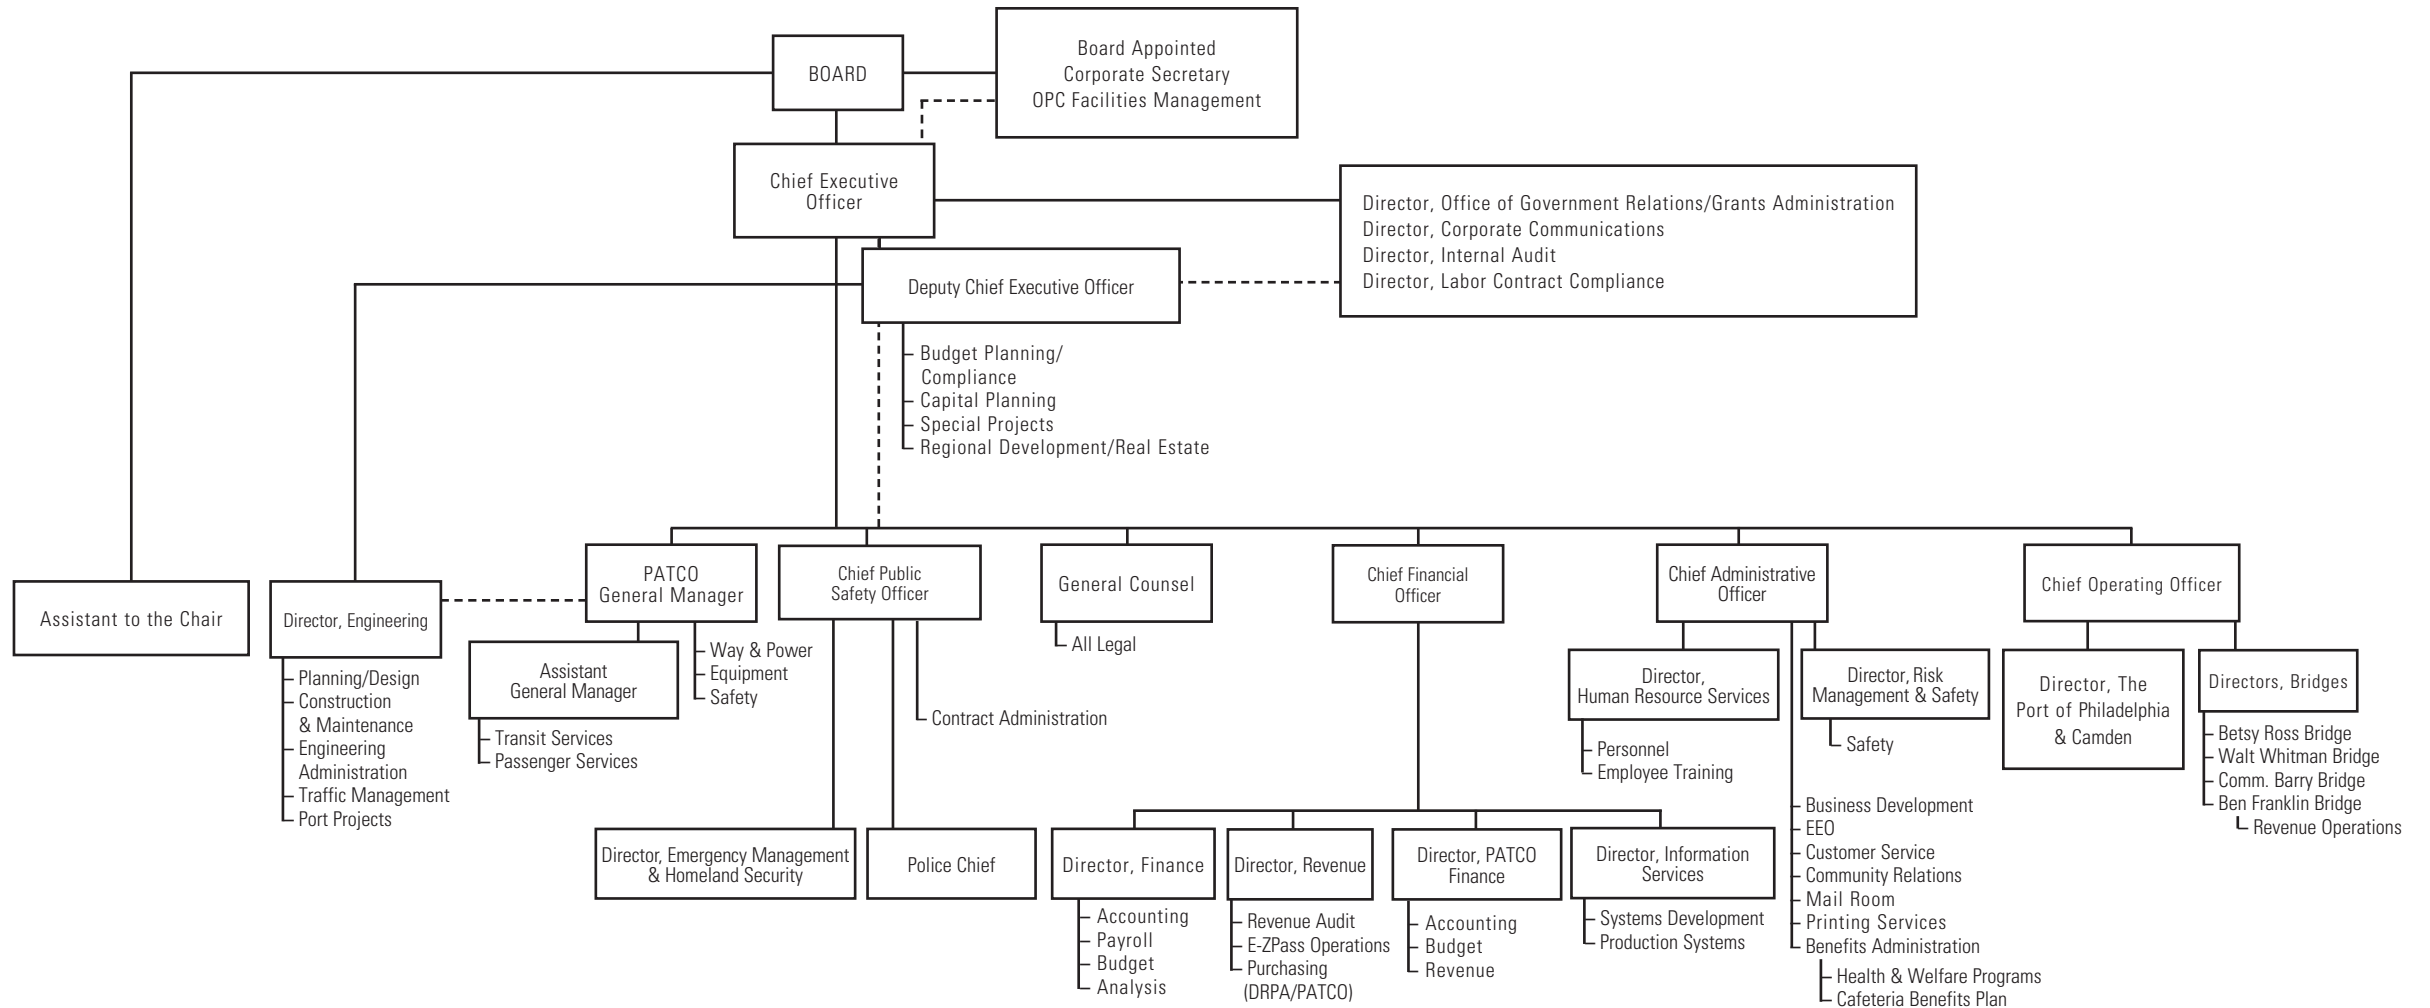 Board Appointed
Corporate Secretary
OPC Facilities Management
BOARD
Chief Executive
Officer
Director, Office of Government Relations/Grants Administration
Director, Corporate Communications
Director, Internal Audit
Director, Labor Contract Compliance
Deputy Chief Executive Officer
Budget Planning/
Compliance
Capital Planning
Special Projects
Regional Development/Real Estate
Assistant to the Chair
Director, Engineering
Planning/Design
Construction
& Maintenance
Engineering
Administration
Traffic Management
Port Projects
PATCO
General Manager
Assistant
General Manager
Transit Services
Passenger Services
Way & Power
Equipment
Safety
Chief Public
Safety Officer
Contract Administration
Director, Emergency Management
& Homeland Security
Police Chief
General Counsel
All Legal
Chief Financial
Officer
Director, Finance
Accounting
Payroll
Budget
Analysis
Director, Revenue
Revenue Audit
E-ZPass Operations
Purchasing
(DRPA/PATCO)
Director, PATCO
Finance
Accounting
Budget
Revenue
Director, Information
Services
Systems Development
Production Systems
Chief Administrative
Officer
Director,
Human Resource Services
Personnel
Employee Training
Director, Risk
Management & Safety
Safety
Business Development
EEO
Customer Service
Community Relations
Mail Room
Printing Services
Benefits Administration
Health & Welfare Programs
Cafeteria Benefits Plan
Chief Operating Officer
Director, The
Port of Philadelphia
& Camden
Directors, Bridges
Betsy Ross Bridge
Walt Whitman Bridge
Comm. Barry Bridge
Ben Franklin Bridge
Revenue Operations